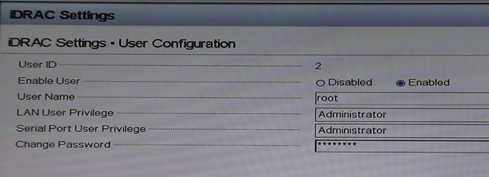 iDRAC Settings
iDRAC Settings • User Configuration
User ID 2
Enable User Disabled Enabled
User Name root
LAN User Privilege Administrator
Serial Port User Privilege Administrator
Change Password ********